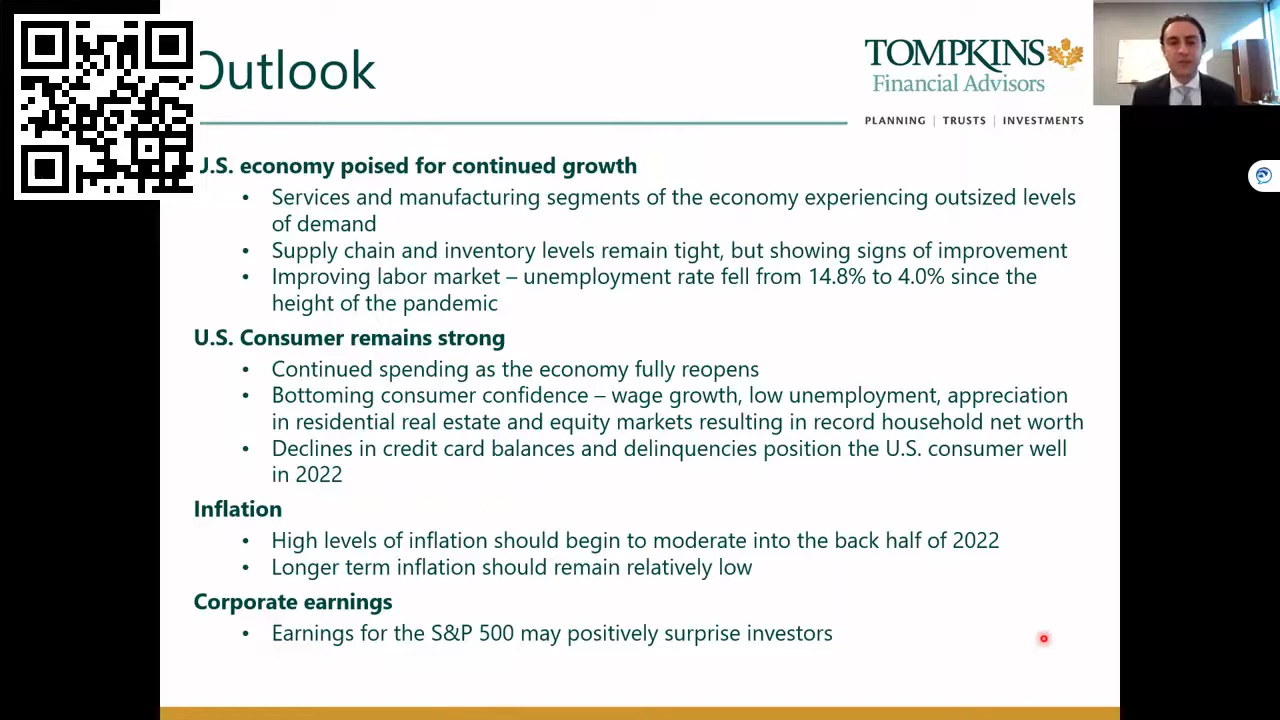 Outlook
TOMPKINS
Financial Advisors
PLANNING | TRUSTS | INVESTMENTS
U.S. economy poised for continued growth
• Services and manufacturing segments of the economy experiencing outsized levels
of demand
• Supply chain and inventory levels remain tight, but showing signs of improvement
• Improving labor market – unemployment rate fell from 14.8% to 4.0% since the
height of the pandemic
U.S. Consumer remains strong
• Continued spending as the economy fully reopens
• Bottoming consumer confidence – wage growth, low unemployment, appreciation
in residential real estate and equity markets resulting in record household net worth
• Declines in credit card balances and delinquencies position the U.S. consumer well
in 2022
Inflation
• High levels of inflation should begin to moderate into the back half of 2022
• Longer term inflation should remain relatively low
Corporate earnings
• Earnings for the S&P 500 may positively surprise investors